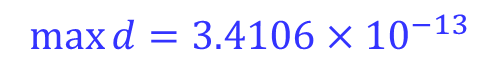 max d = 3.4106 × 10⁻¹³